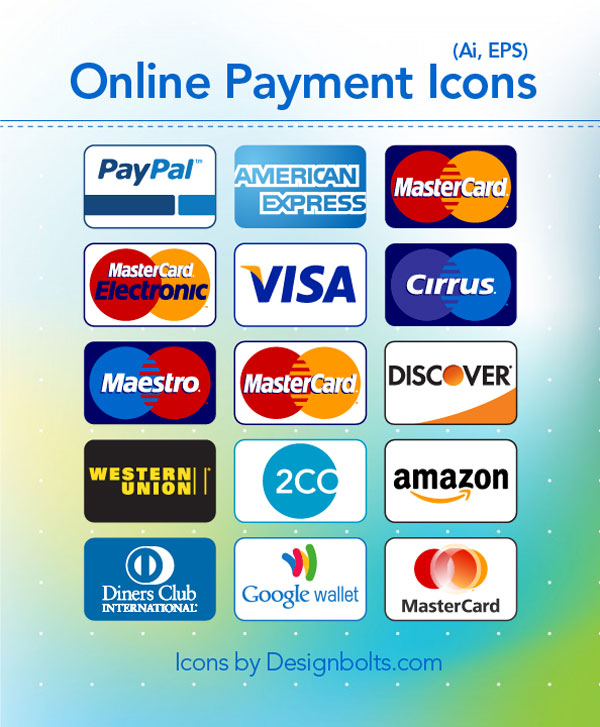 (Ai, EPS)
Online Payment Icons
PayPal™
AMERICAN
EXPRESS
MasterCard
MasterCard
Electronic
VISA
Cirrus
Maestro
MasterCard
DISCOVER
WESTERN
UNION
2CO
amazon
Diners Club
INTERNATIONAL
Google wallet
MasterCard
Icons by Designbolts.com